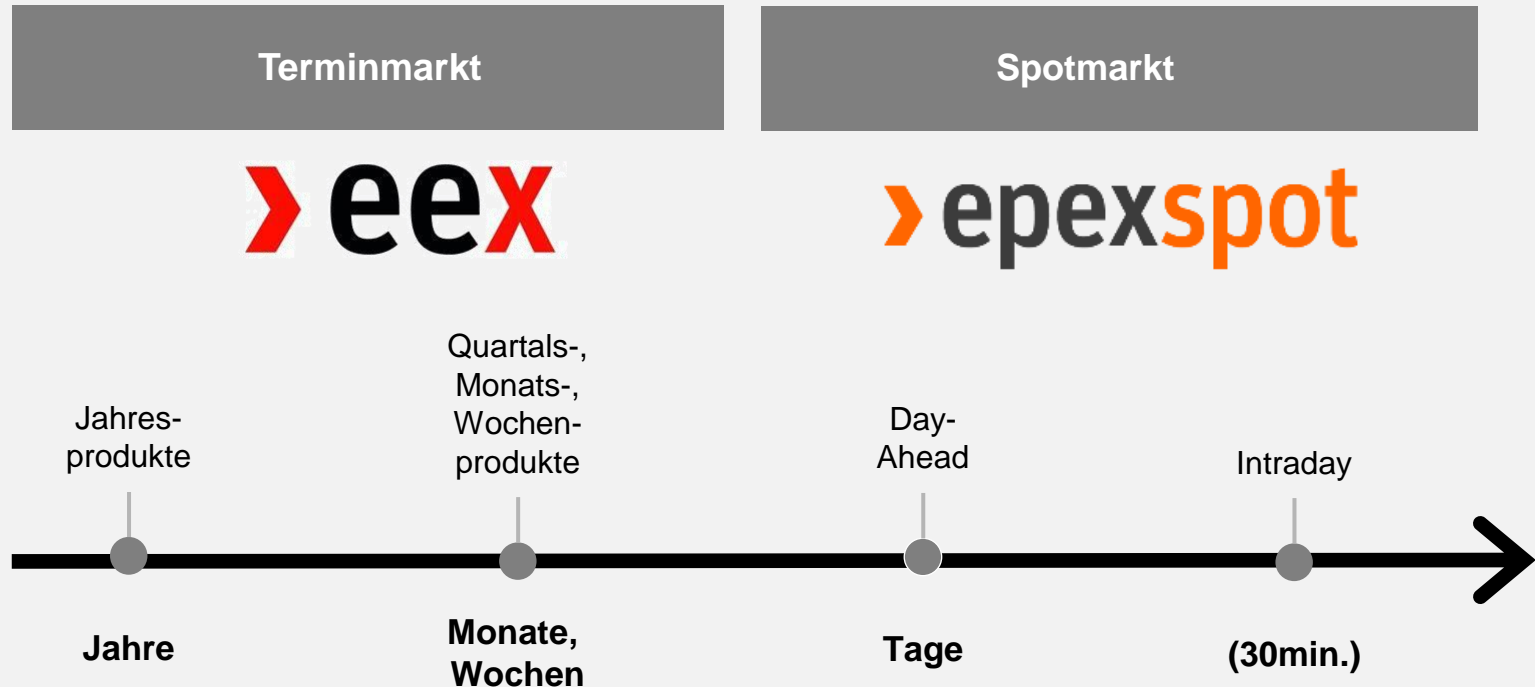 Terminmarkt
Spotmarkt
eex
epexspot
Jahres-
produkte
Quartals-,
Monats-,
Wochen-
produkte
Day-
Ahead
Intraday
Jahre
Monate,
Wochen
Tage
(30min.)